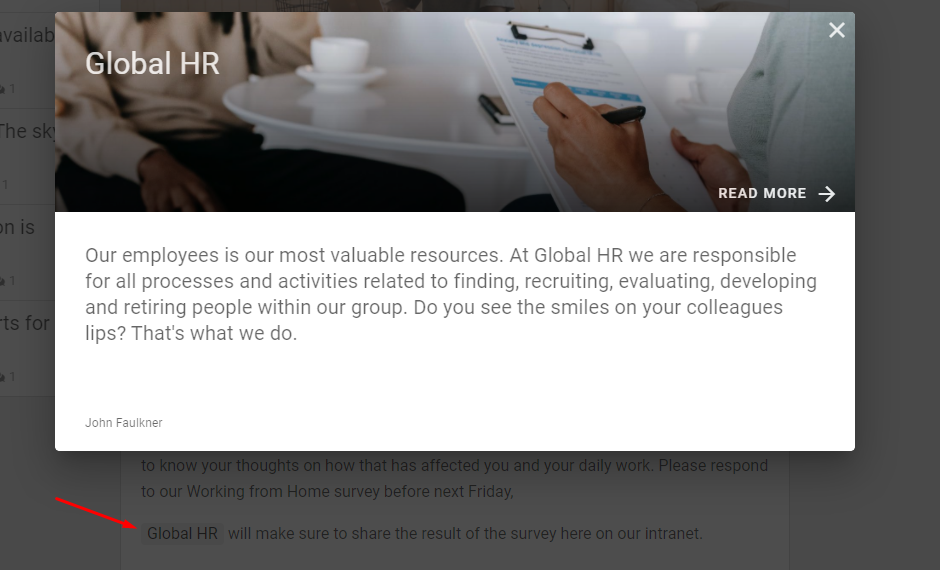 availab
1
The sky
1
on is
1
rts for
1
Global HR
READ MORE
Our employees is our most valuable resources. At Global HR we are responsible
for all processes and activities related to finding, recruiting, evaluating, developing
and retiring people within our group. Do you see the smiles on your colleagues
lips? That's what we do.
John Faulkner
to know your thoughts on how that has affected you and your daily work. Please respond
to our Working from Home survey before next Friday,
Global HR will make sure to share the result of the survey here on our intranet.